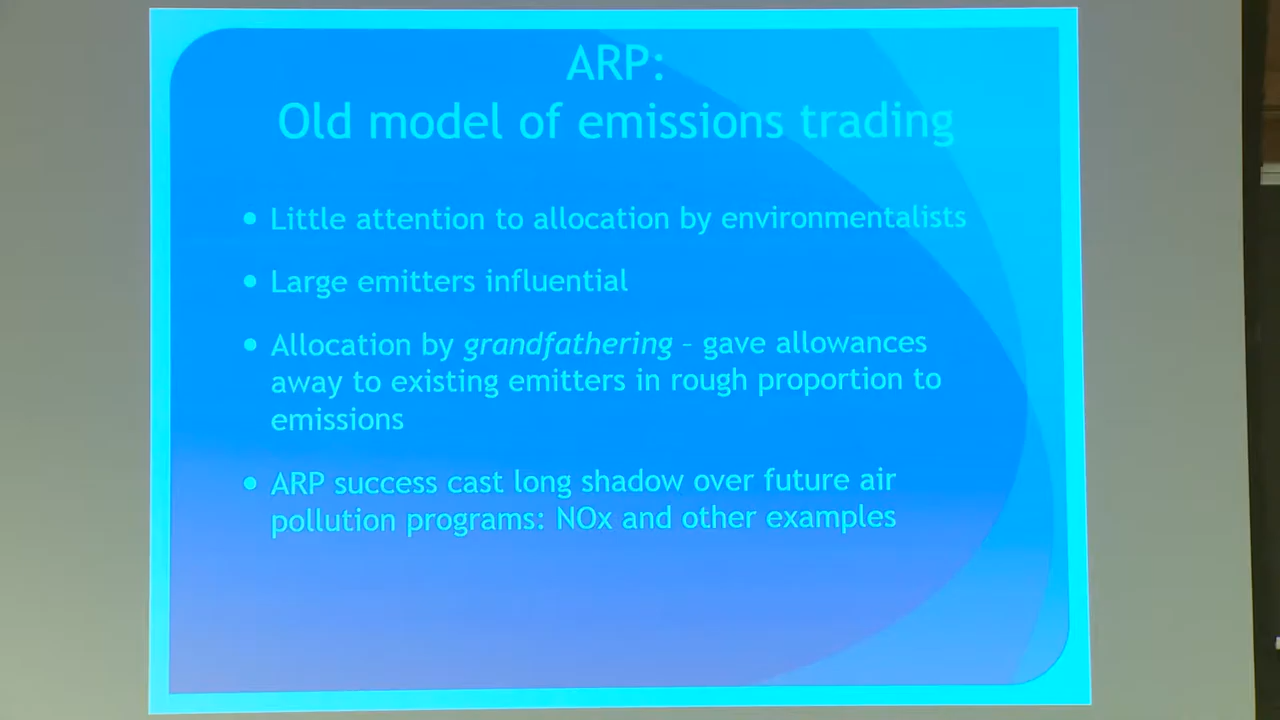 ARP:
Old model of emissions trading
• Little attention to allocation by environmentalists
• Large emitters influential
• Allocation by grandfathering – gave allowances
away to existing emitters in rough proportion to
emissions
• ARP success cast long shadow over future air
pollution programs: NOx and other examples